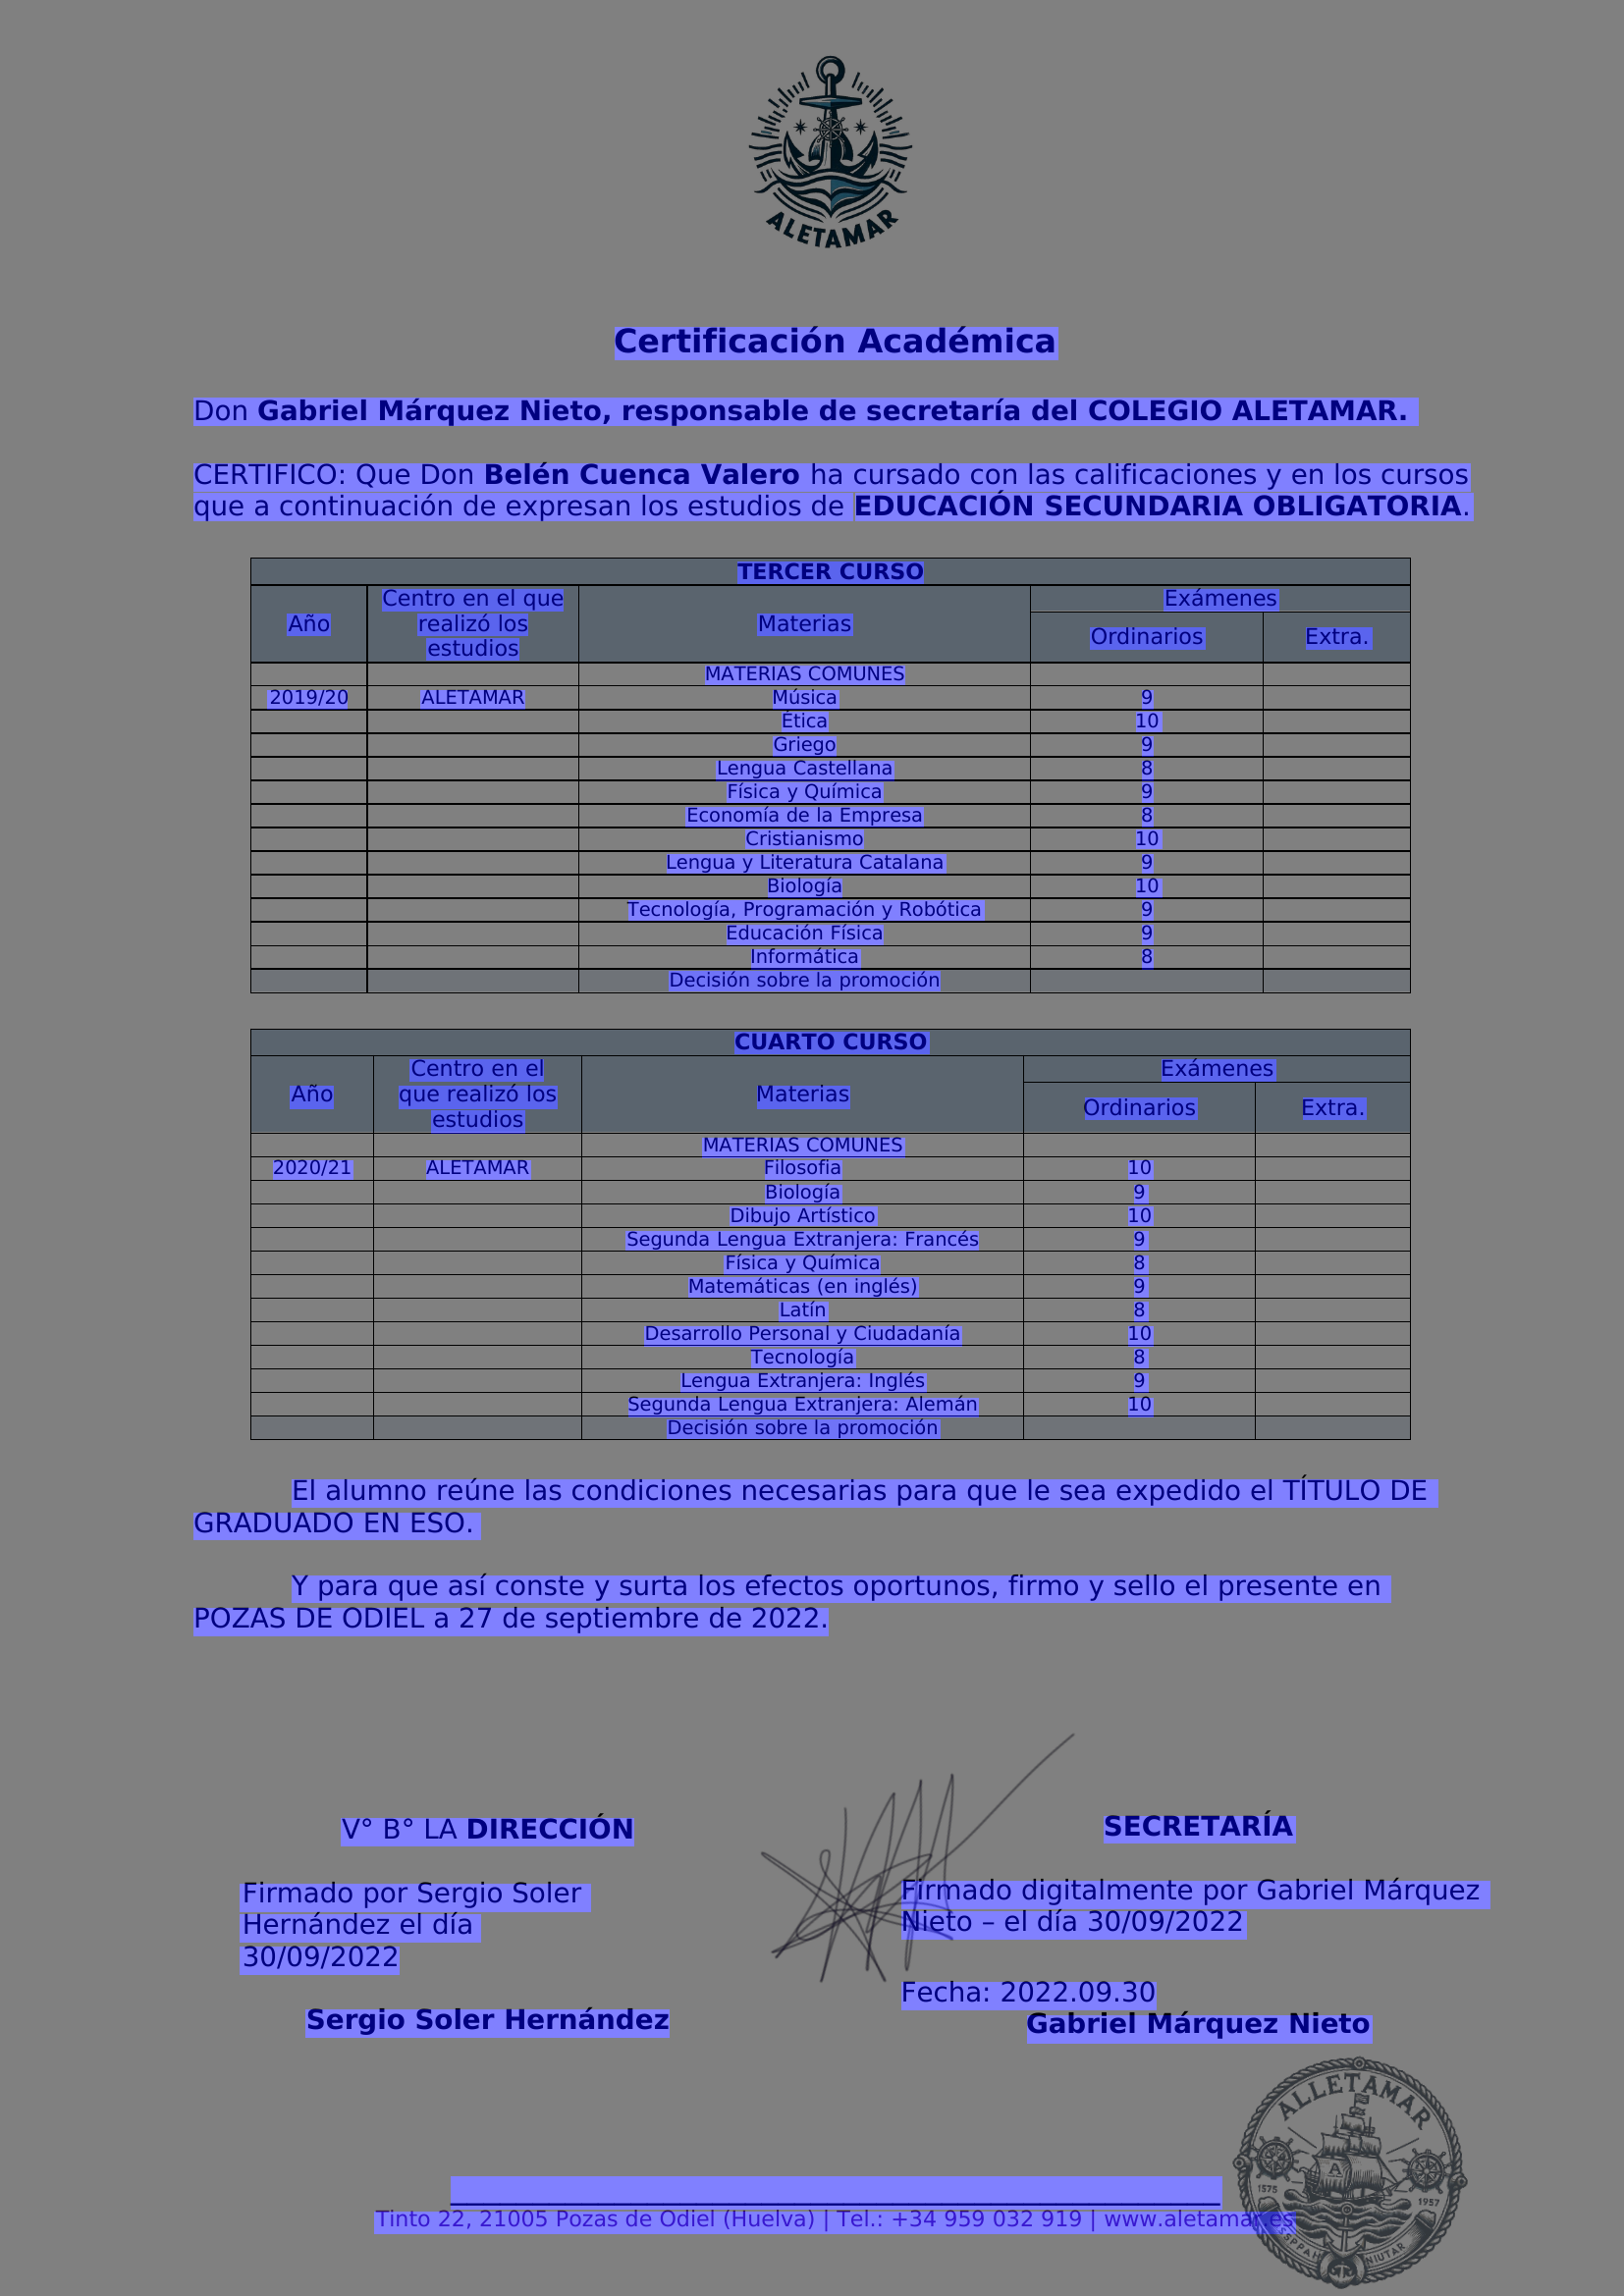 ALETAMAR
Certificación Académica
Don Gabriel Márquez Nieto, responsable de secretaría del COLEGIO ALETAMAR.
CERTIFICO: Que Don Belén Cuenca Valero ha cursado con las calificaciones y en los cursos
que a continuación de expresan los estudios de EDUCACIÓN SECUNDARIA OBLIGATORIA.
TERCER CURSO
Año
Centro en el que
realizó los
estudios
Materias
Exámenes
Ordinarios
Extra.
MATERIAS COMUNES
2019/20 ALETAMAR Música 9
Ética 10
Griego 9
Lengua Castellana 8
Física y Química 9
Economía de la Empresa 8
Cristianismo 10
Lengua y Literatura Catalana 9
Biología 10
Tecnología, Programación y Robótica 9
Educación Física 9
Informática 8
Decisión sobre la promoción
CUARTO CURSO
Año
Centro en el
que realizó los
estudios
Materias
Exámenes
Ordinarios
Extra.
MATERIAS COMUNES
2020/21 ALETAMAR Filosofia 10
Biología 9
Dibujo Artístico 10
Segunda Lengua Extranjera: Francés 9
Física y Química 8
Matemáticas (en inglés) 9
Latín 8
Desarrollo Personal y Ciudadanía 10
Tecnología 8
Lengua Extranjera: Inglés 9
Segunda Lengua Extranjera: Alemán 10
Decisión sobre la promoción
El alumno reúne las condiciones necesarias para que le sea expedido el TÍTULO DE
GRADUADO EN ESO.
Y para que así conste y surta los efectos oportunos, firmo y sello el presente en
POZAS DE ODIEL a 27 de septiembre de 2022.
V° B° LA DIRECCIÓN
Firmado por Sergio Soler
Hernández el día
30/09/2022
Sergio Soler Hernández
SECRETARÍA
Firmado digitalmente por Gabriel Márquez
Nieto – el día 30/09/2022
Fecha: 2022.09.30
Gabriel Márquez Nieto
ALLETAMAR
A
1575
1957
NIUTAR
Tinto 22, 21005 Pozas de Odiel (Huelva) | Tel.: +34 959 032 919 | www.aletamar.es